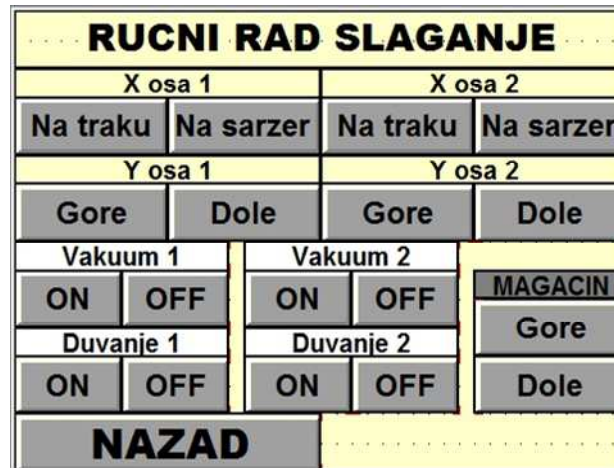 RUCNI RAD SLAGANJE
X osa 1 X osa 2
Na traku Na sarzer Na traku Na sarzer
Y osa 1 Y osa 2
Gore Dole Gore Dole
Vakuum 1 Vakuum 2
ON OFF ON OFF MAGACIN
Gore
Duvanje 1 Duvanje 2
ON OFF ON OFF Dole
NAZAD